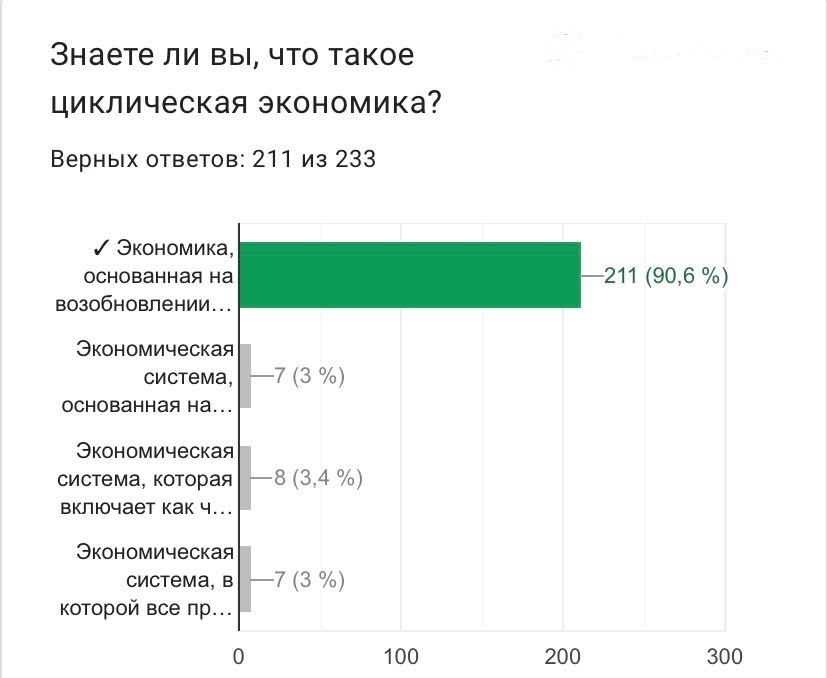 Знаете ли вы, что такое
циклическая экономика?
Верных ответов: 211 из 233
✓ Экономика,
основанная на
возобновлении…
211 (90,6 %)
Экономическая
система,
основанная на…
7 (3 %)
Экономическая
система, которая
включает как ч…
8 (3,4 %)
Экономическая
система, в
которой все пр…
7 (3 %)
0 100 200 300